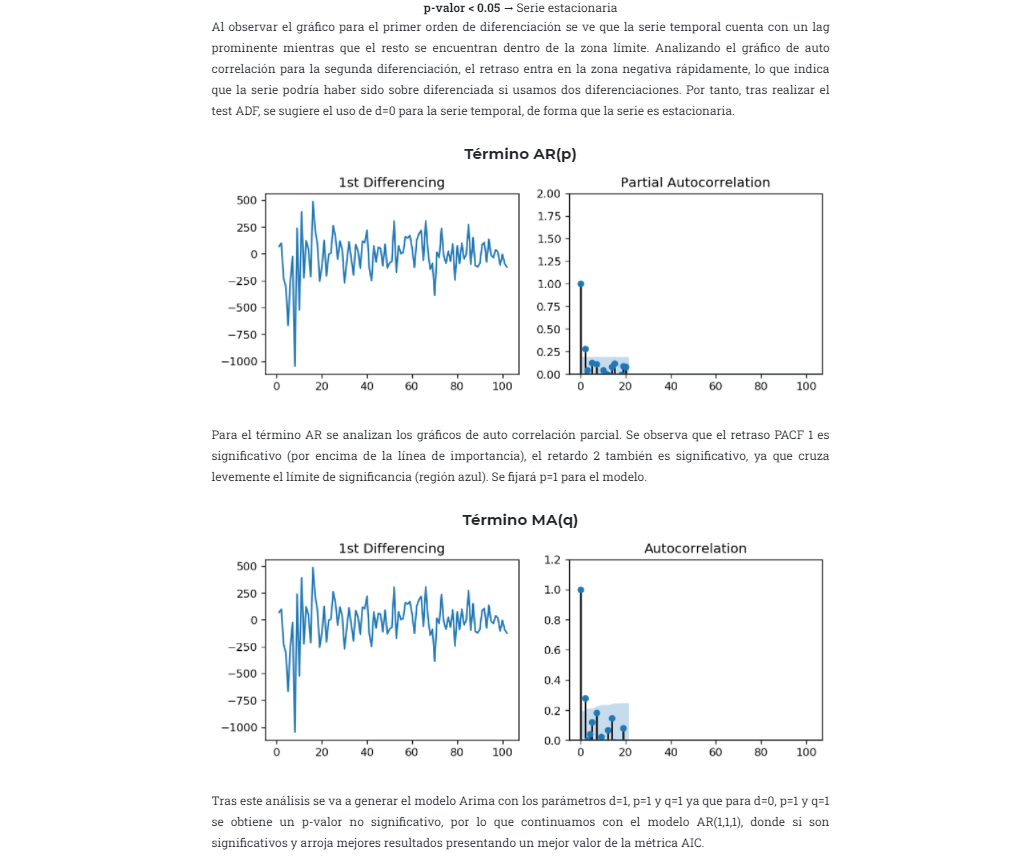 p-valor < 0.05 → Serie estacionaria
Al observar el gráfico para el primer orden de diferenciación se ve que la serie temporal cuenta con un lag
prominente mientras que el resto se encuentran dentro de la zona límite. Analizando el gráfico de auto
correlación para la segunda diferenciación, el retraso entra en la zona negativa rápidamente, lo que indica
que la serie podría haber sido sobre diferenciada si usamos dos diferenciaciones. Por tanto, tras realizar el
test ADF, se sugiere el uso de d=0 para la serie temporal, de forma que la serie es estacionaria.
Término AR(p)
1st Differencing
500
250
0
−250
−500
−750
−1000
0 20 40 60 80 100
Partial Autocorrelation
2.00
1.75
1.50
1.25
1.00
0.75
0.50
0.25
0.00
0 20 40 60 80 100
Para el término AR se analizan los gráficos de auto correlación parcial. Se observa que el retraso PACF 1 es
significativo (por encima de la línea de importancia), el retardo 2 también es significativo, ya que cruza
levemente el límite de significancia (región azul). Se fijará p=1 para el modelo.
Término MA(q)
1st Differencing
500
250
0
−250
−500
−750
−1000
0 20 40 60 80 100
Autocorrelation
1.2
1.0
0.8
0.6
0.4
0.2
0.0
0 20 40 60 80 100
Tras este análisis se va a generar el modelo Arima con los parámetros d=1, p=1 y q=1 ya que para d=0, p=1 y q=1
se obtiene un p-valor no significativo, por lo que continuamos con el modelo AR(1,1,1), donde si son
significativos y arroja mejores resultados presentando un mejor valor de la métrica AIC.